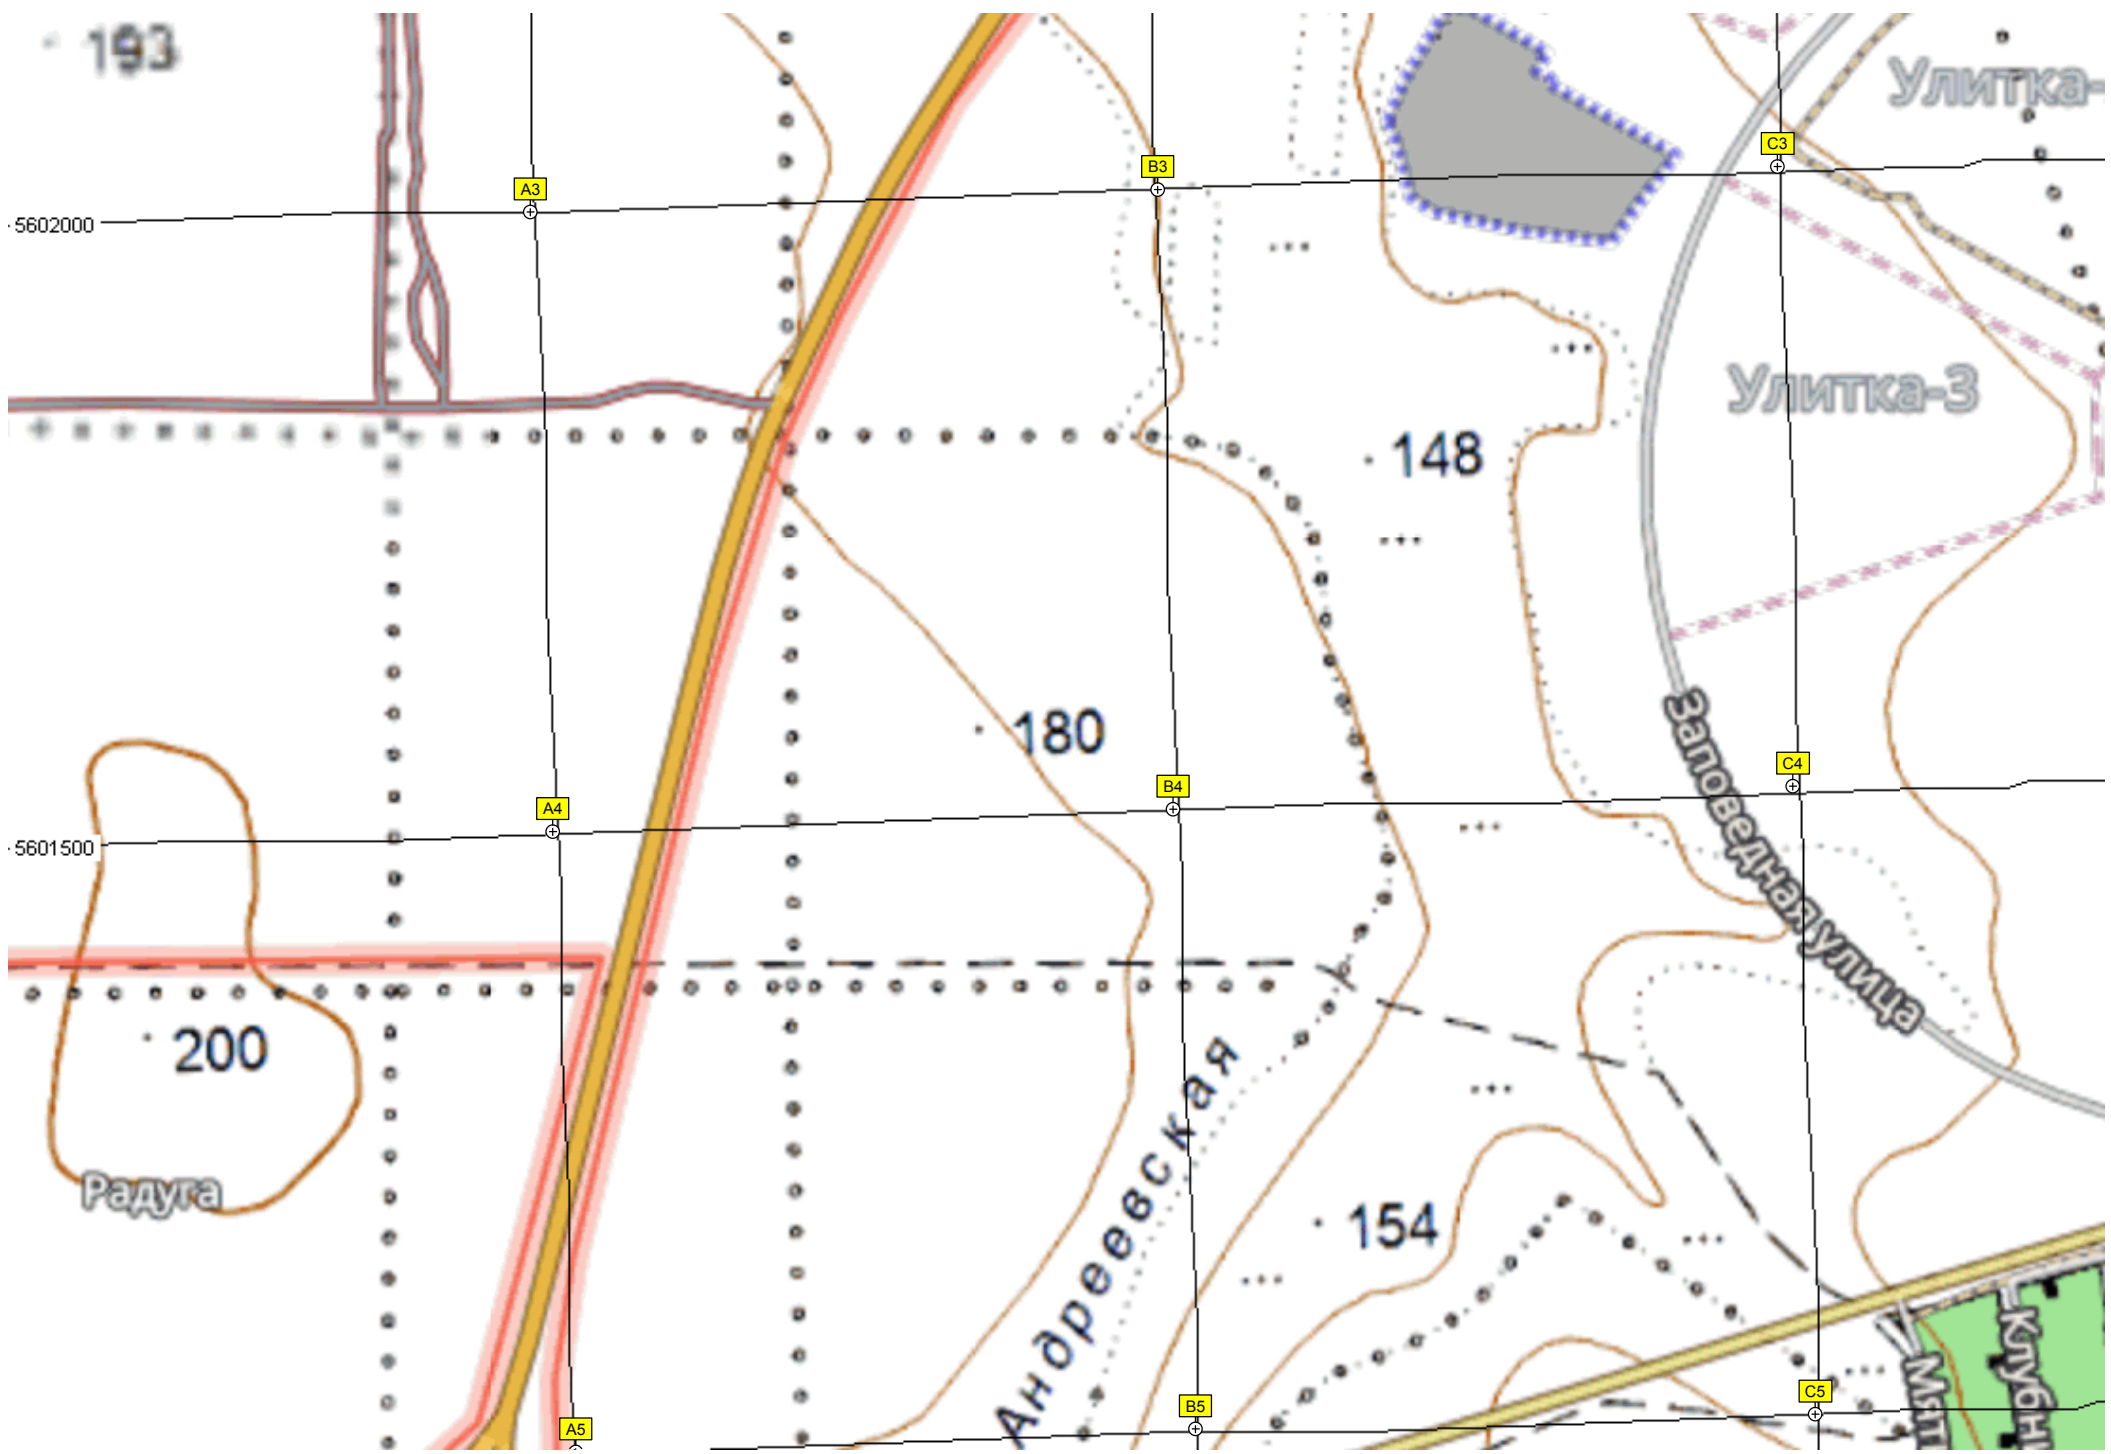 193
Улитка-
C3
B3
A3
5602000
Улитка-3
148
180
Заповедная улица
C4
B4
A4
5601500
200
Андреевская
Радуга
154
Клубн
Мят
C5
B5
A5